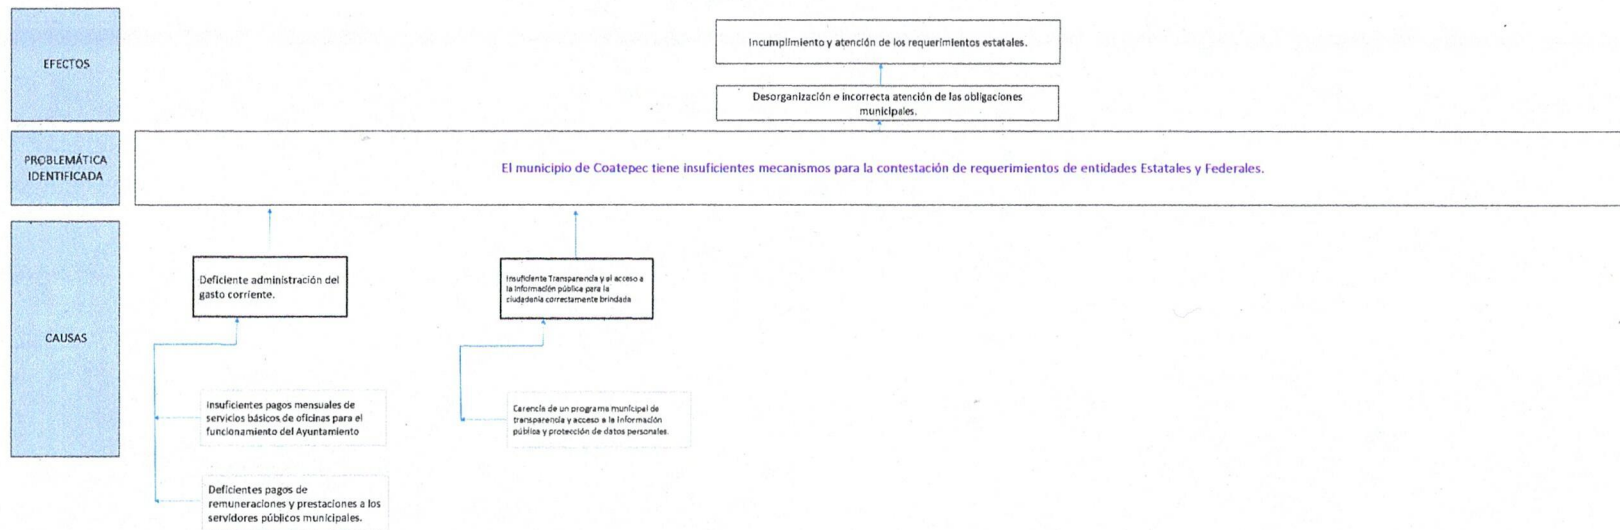 EFECTOS
Incumplimiento y atención de los requerimientos estatales.
Desorganización e incorrecta atención de las obligaciones
municipales.
PROBLEMÁTICA
IDENTIFICADA
El municipio de Coatepec tiene insuficientes mecanismos para la contestación de requerimientos de entidades Estatales y Federales.
CAUSAS
Deficiente administración del
gasto corriente.
Insuficiente Transparencia y el acceso a
la información pública para la
ciudadanía correctamente brindada
Insuficientes pagos mensuales de
servicios básicos de oficinas para el
funcionamiento del Ayuntamiento
Carencia de un programa municipal de
transparencia y acceso a la información
pública y protección de datos personales.
Deficientes pagos de
remuneraciones y prestaciones a los
servidores públicos municipales.